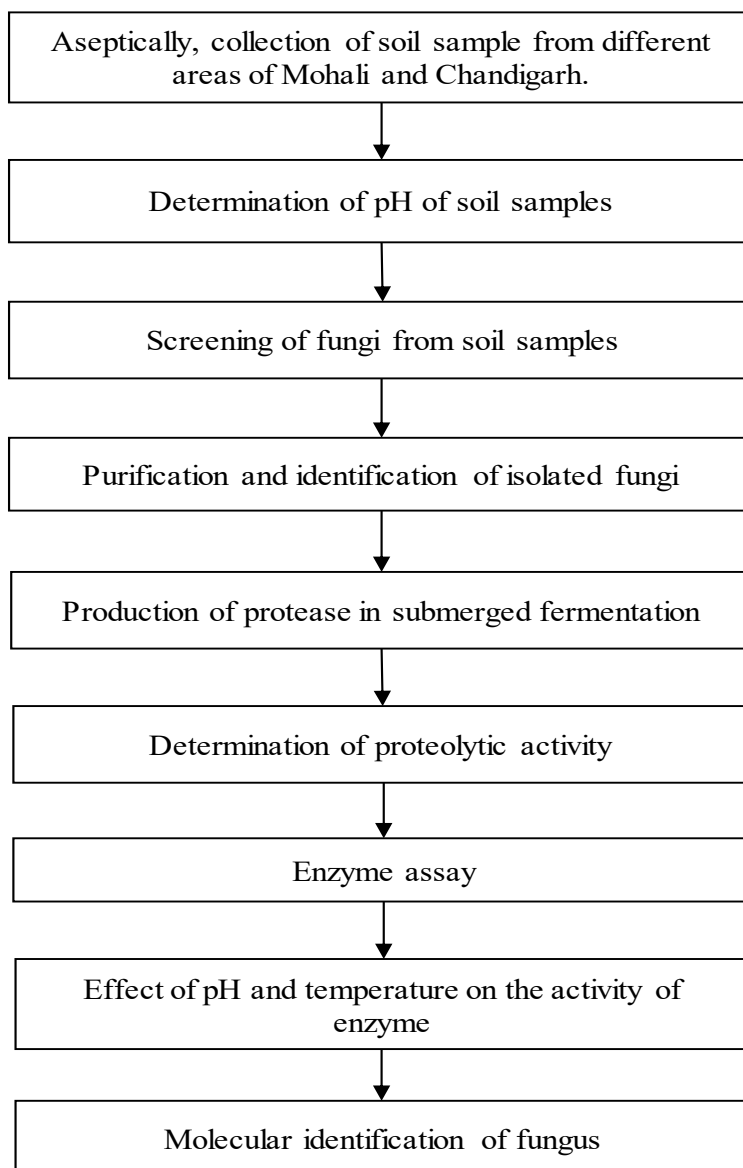 Aseptically, collection of soil sample from different
areas of Mohali and Chandigarh.
Determination of pH of soil samples
Screening of fungi from soil samples
Purification and identification of isolated fungi
Production of protease in submerged fermentation
Determination of proteolytic activity
Enzyme assay
Effect of pH and temperature on the activity of
enzyme
Molecular identification of fungus